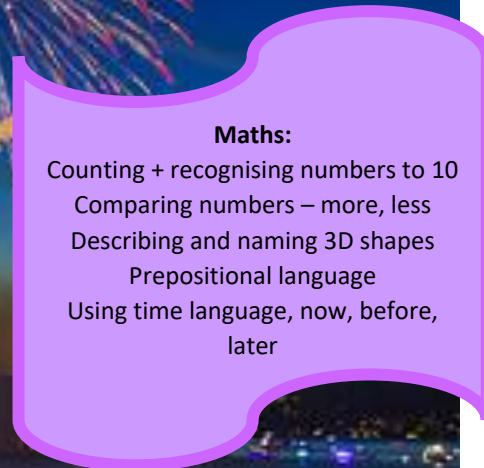 Maths:
Counting + recognising numbers to 10
Comparing numbers – more, less
Describing and naming 3D shapes
Prepositional language
Using time language, now, before,
later